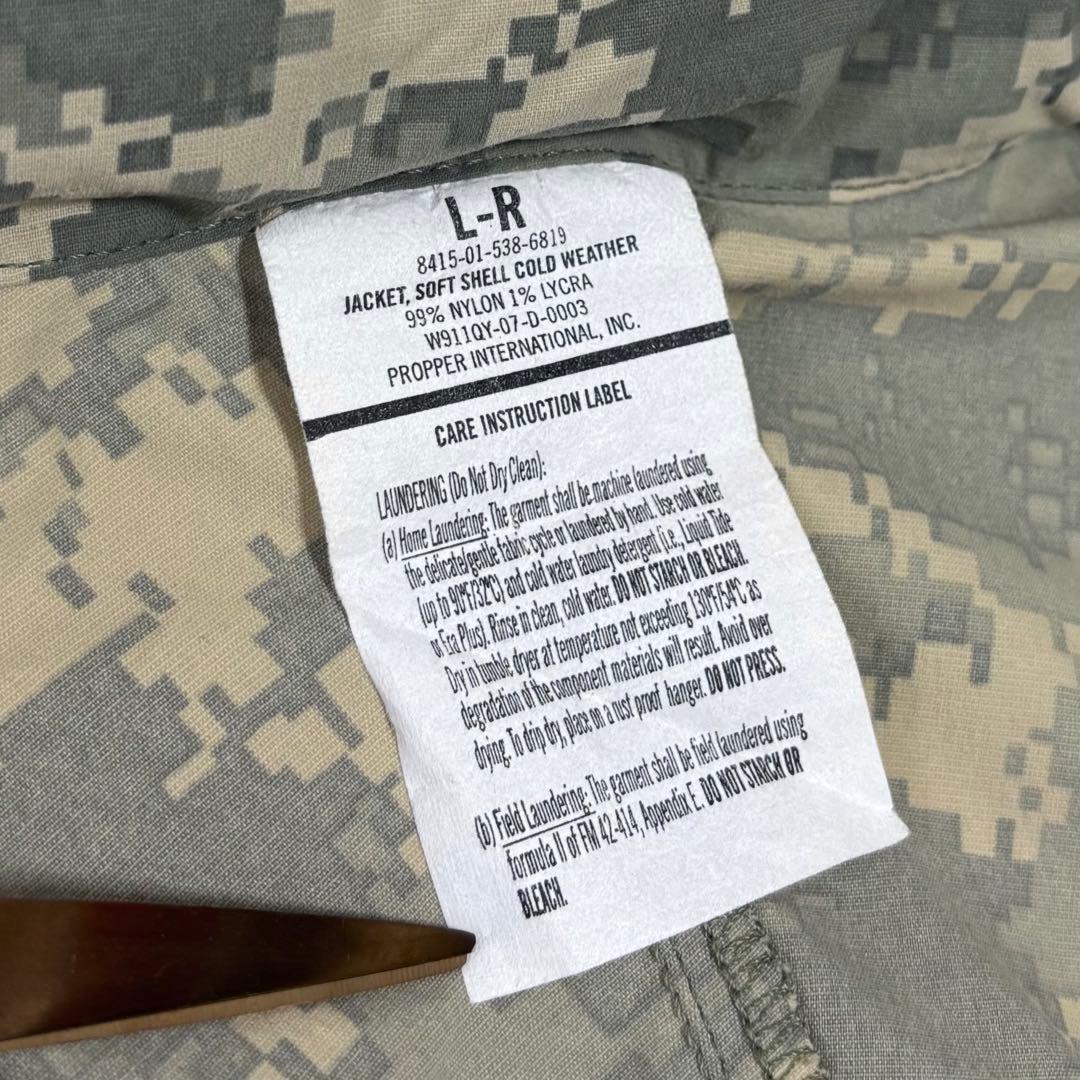 L-R
8415-01-538-6819
JACKET, SOFT SHELL COLD WEATHER
99% NYLON 1% LYCRA
W911QY-07-D-0003
PROPPER INTERNATIONAL, INC.
CARE INSTRUCTION LABEL
LAUNDERING (Do Not Dry Clean):
(a) Home Laundering: The garment shall be machine laundered using
the delicate/gentle fabric cycle or laundered by hand. Use cold water
(up to 90°F/32°C) and cold water laundry detergent (i.e., Liquid Tide
or Era Plus). Rinse in clean, cold water. DO NOT STARCH OR BLEACH.
Dry in tumble dryer at temperature not exceeding 130°F/54°C as
degradation of the component materials will result. Avoid over
drying. To drip dry, place on a rust proof hanger. DO NOT PRESS.
(b) Field Laundering: The garment shall be field laundered using
formula II of FM 42-414, Appendix E. DO NOT STARCH OR
BLEACH.